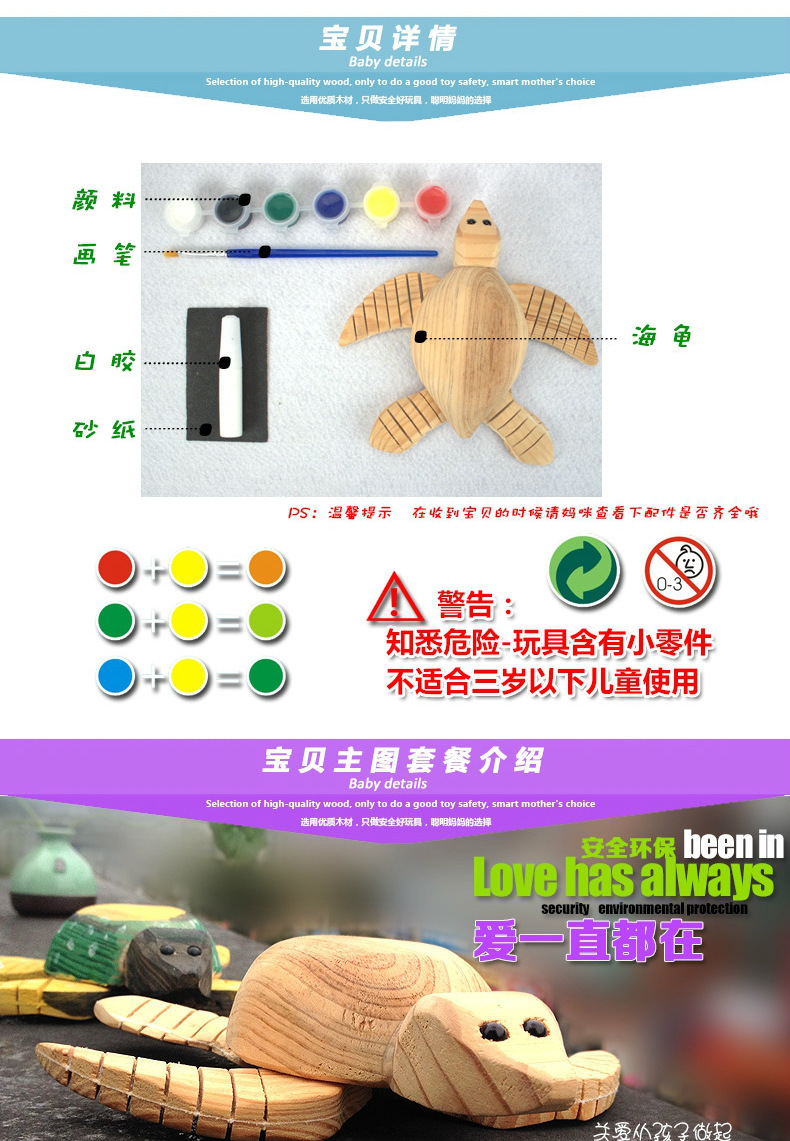 宝贝详情
Baby details
Selection of high-quality wood, only to do a good toy safety, smart mother's choice
选用优质木材，只做安全好玩具，聪明妈妈的选择
颜料
画笔
海龟
白胶
砂纸
PS：温馨提示 在收到宝贝的时候请妈咪查看下配件是否齐全哦
0-3
警告：
知悉危险-玩具含有小零件
不适合三岁以下儿童使用
宝贝主图套餐介绍
Baby details
Selection of high-quality wood, only to do a good toy safety, smart mother's choice
选用优质木材，只做安全好玩具，聪明妈妈的选择
安全环保 been in
Love has always
security environmental protection
爱一直都在
关爱从孩子做起